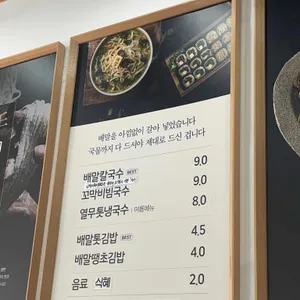 배말을 아낌없이 갈아 넣었습니다
국물까지 다 드셔야 제대로 드신 겁니다
배말칼국수 BEST 9.0
꼬막비빔국수 9.0
열무톳냉국수 | 여름메뉴 8.0
배말톳김밥 BEST 4.5
배말땡초김밥 4.0
음료 식혜 2,0